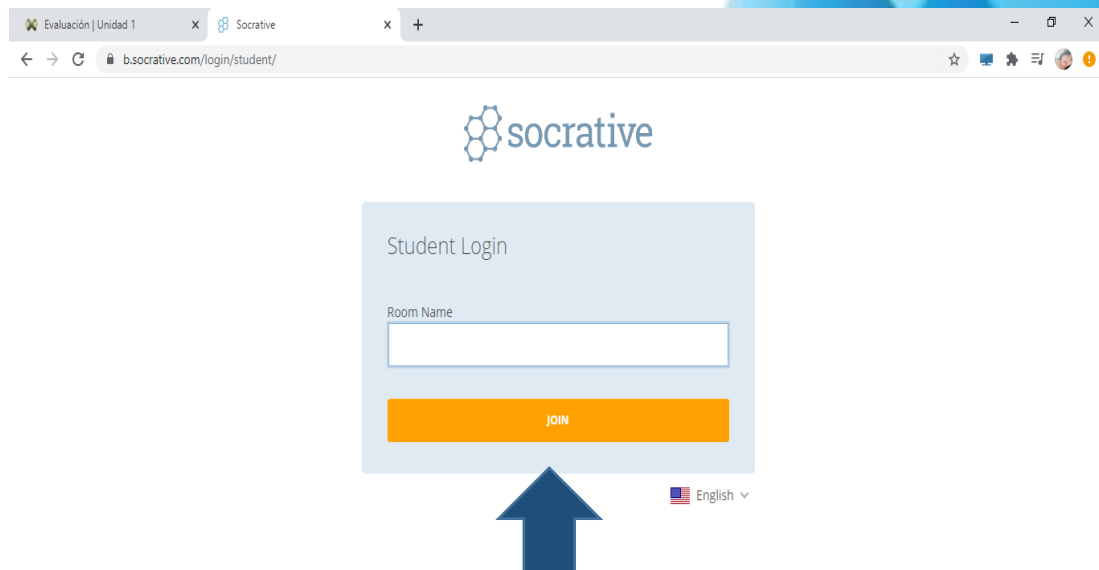 Evaluación | Unidad 1
Socrative
b.socrative.com/login/student/
socrative
Student Login
Room Name
JOIN
English